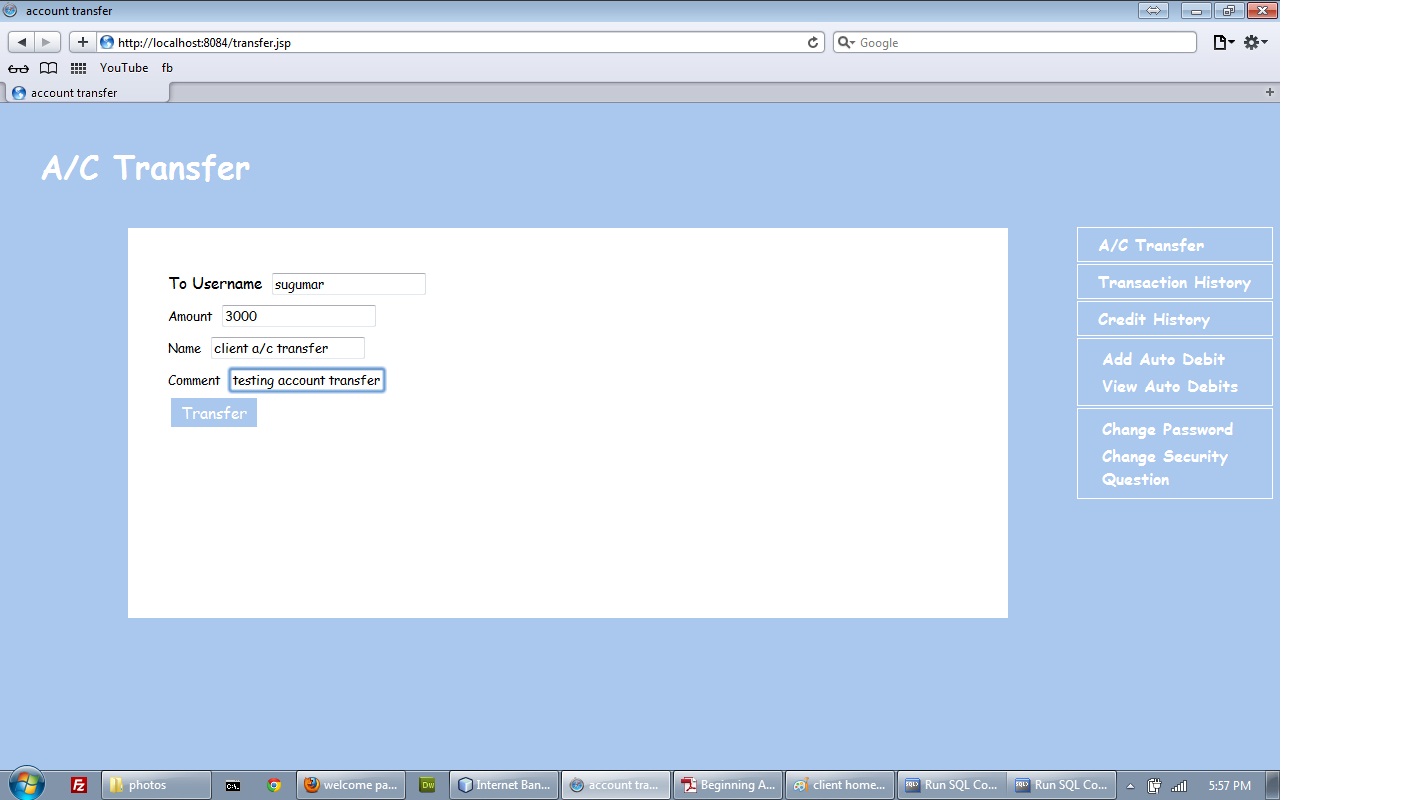 account transfer
http://localhost:8084/transfer.jsp
Google
YouTube fb
account transfer
A/C Transfer
To Username sugumar
Amount 3000
Name client a/c transfer
Comment testing account transfer
Transfer
A/C Transfer
Transaction History
Credit History
Add Auto Debit
View Auto Debits
Change Password
Change Security
Question
photos welcome pa... Dw Internet Ban... account tra... Beginning A... client home... Run SQL Co... Run SQL Co... 5:57 PM